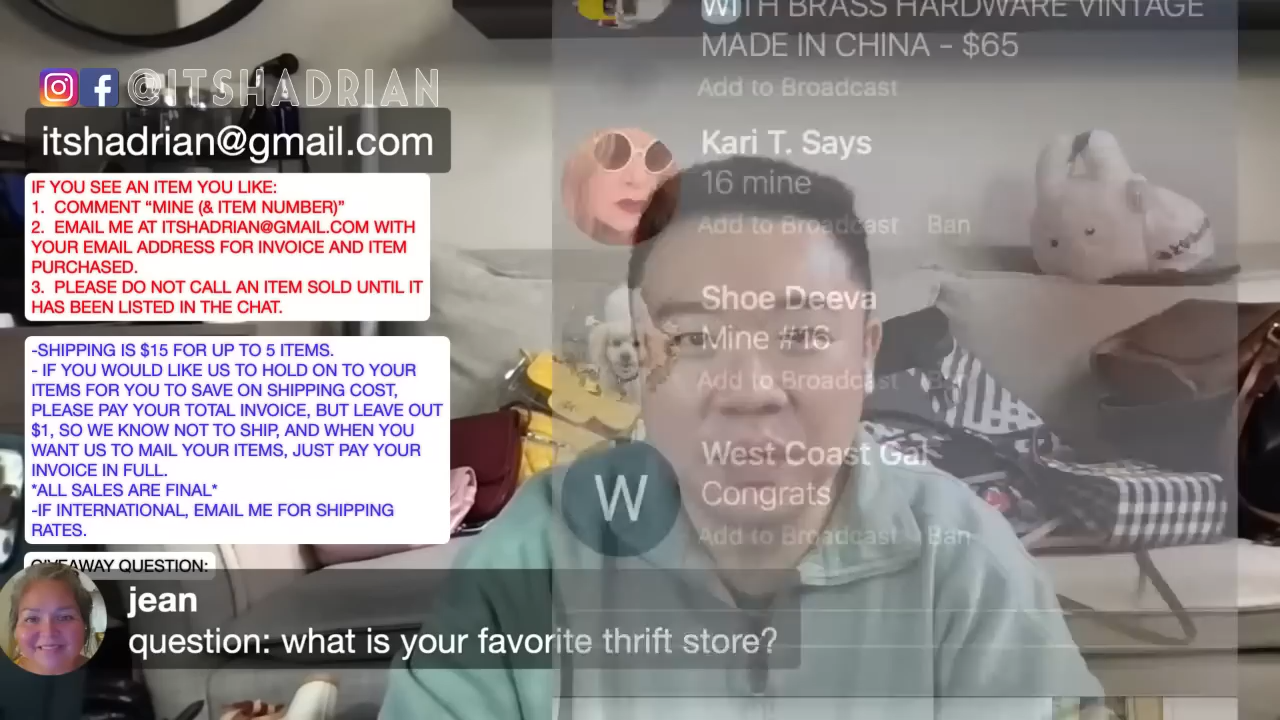 @ITSHADRIAN
itshadrian@gmail.com
IF YOU SEE AN ITEM YOU LIKE:
1. COMMENT “MINE (& ITEM NUMBER)”
2. EMAIL ME AT ITSHADRIAN@GMAIL.COM WITH
YOUR EMAIL ADDRESS FOR INVOICE AND ITEM
PURCHASED.
3. PLEASE DO NOT CALL AN ITEM SOLD UNTIL IT
HAS BEEN LISTED IN THE CHAT.
-SHIPPING IS $15 FOR UP TO 5 ITEMS.
- IF YOU WOULD LIKE US TO HOLD ON TO YOUR
ITEMS FOR YOU TO SAVE ON SHIPPING COST,
PLEASE PAY YOUR TOTAL INVOICE, BUT LEAVE OUT
$1, SO WE KNOW NOT TO SHIP, AND WHEN YOU
WANT US TO MAIL YOUR ITEMS, JUST PAY YOUR
INVOICE IN FULL.
*ALL SALES ARE FINAL*
-IF INTERNATIONAL, EMAIL ME FOR SHIPPING
RATES.
GIVEAWAY QUESTION:
jean
question: what is your favorite thrift store?
WITH BRASS HARDWARE VINTAGE
MADE IN CHINA - $65
Add to Broadcast
Kari T. Says
16 mine
Add to Broadcast Ban
Shoe Deeva
Mine #16
Add to Broadcast Ban
W
West Coast Gal
Congrats
Add to Broadcast Ban